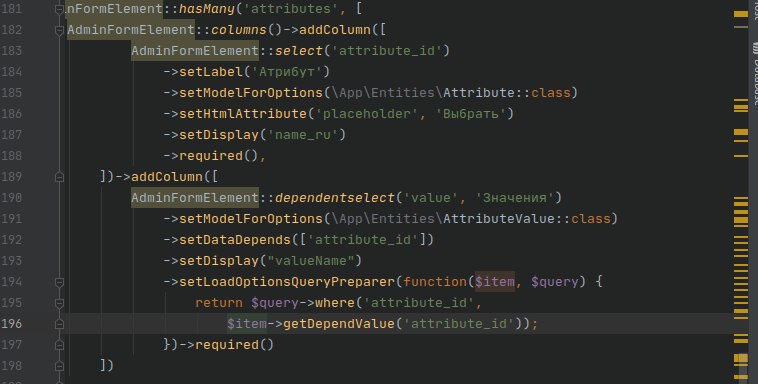 181 nFormElement::hasMany('attributes', [
182 AdminFormElement::columns()->addColumn([
183 AdminFormElement::select('attribute_id')
184 ->setLabel('Атрибут')
185 ->setModelForOptions(\App\Entities\Attribute::class)
186 ->setHtmlAttribute('placeholder', 'Выбрать')
187 ->setDisplay('name_ru')
188 ->required(),
189 ])->addColumn([
190 AdminFormElement::dependentselect('value', 'Значения')
191 ->setModelForOptions(\App\Entities\AttributeValue::class)
192 ->setDataDepends(['attribute_id'])
193 ->setDisplay("valueName")
194 ->setLoadOptionsQueryPreparer(function($item, $query) {
195 return $query->where('attribute_id',
196 $item->getDependValue('attribute_id'));
197 })->required()
198 ])
Database